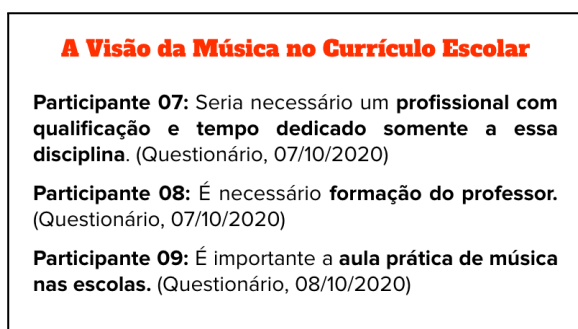 A Visão da Música no Currículo Escolar
Participante 07: Seria necessário um profissional com
qualificação e tempo dedicado somente a essa
disciplina. (Questionário, 07/10/2020)
Participante 08: É necessário formação do professor.
(Questionário, 07/10/2020)
Participante 09: É importante a aula prática de música
nas escolas. (Questionário, 08/10/2020)